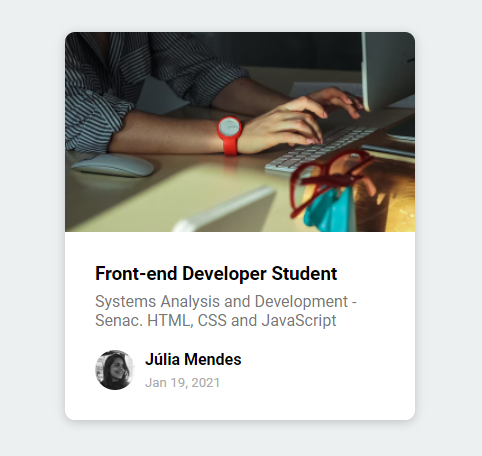 Front-end Developer Student
Systems Analysis and Development -
Senac. HTML, CSS and JavaScript
Júlia Mendes
Jan 19, 2021